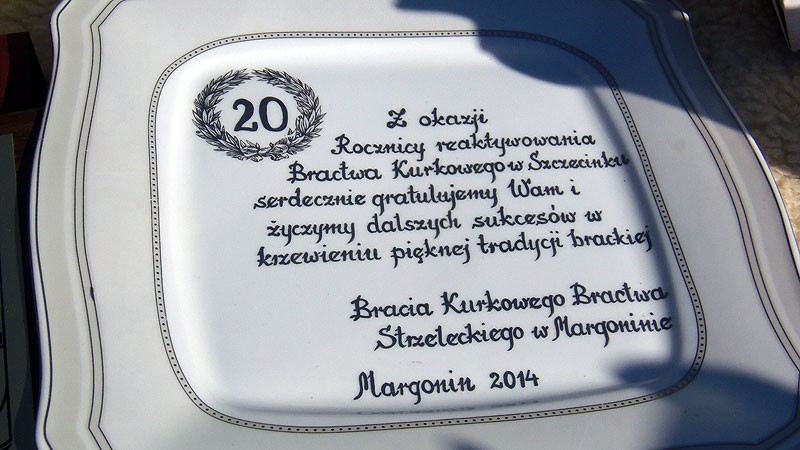 20
Z okazji
Rocznicy reaktywowania
Bractwa Kurkowego w Szczecinku
serdecznie gratulujemy Wam i
życzymy dalszych sukcesów w
krzewieniu pięknej tradycji brackiej
Bracia Kurkowego Bractwa
Strzeleckiego w Margoninie
Margonin 2014